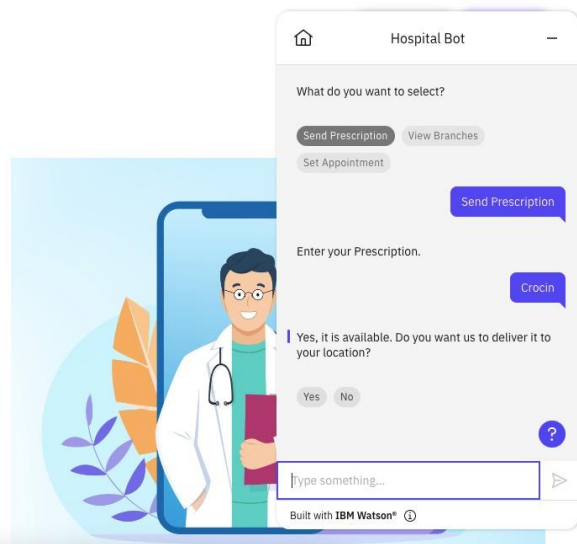 Hospital Bot
What do you want to select?
Send Prescription View Branches
Set Appointment
Send Prescription
Enter your Prescription.
Crocin
Yes, it is available. Do you want us to deliver it to
your location?
Yes No
?
Type something...
Built with IBM Watson®